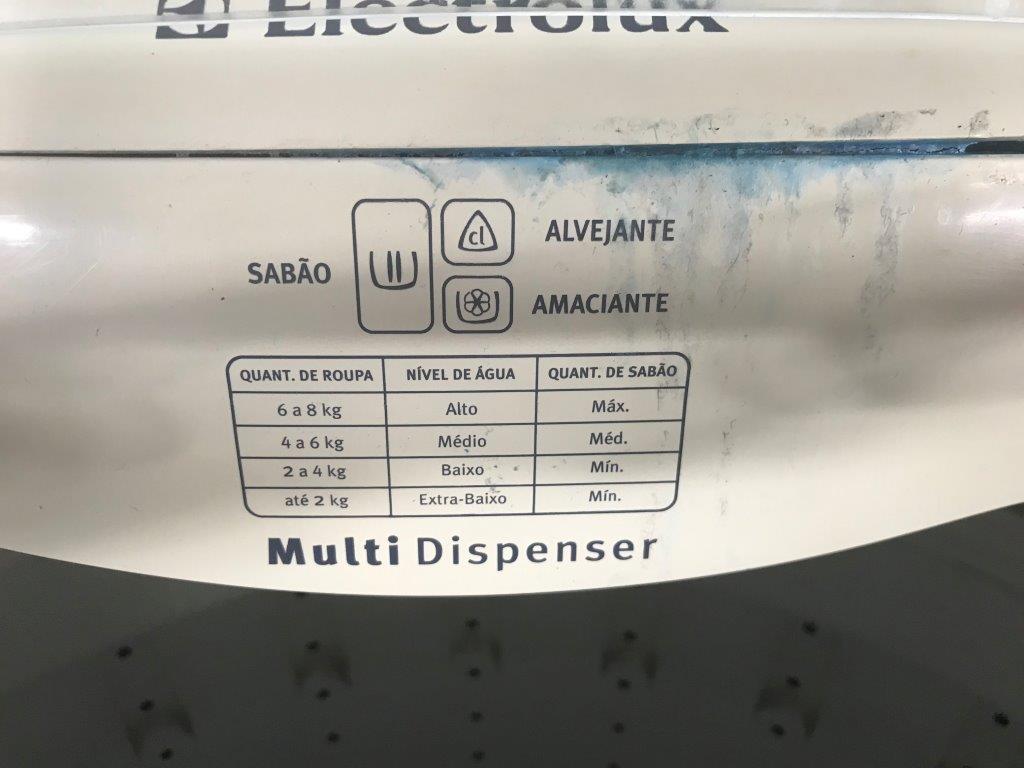 Electrolux
SABÃO
cl
ALVEJANTE
AMACIANTE
QUANT. DE ROUPA NÍVEL DE ÁGUA QUANT. DE SABÃO
6 a 8 kg Alto Máx.
4 a 6 kg Médio Méd.
2 a 4 kg Baixo Mín.
até 2 kg Extra-Baixo Mín.
Multi Dispenser